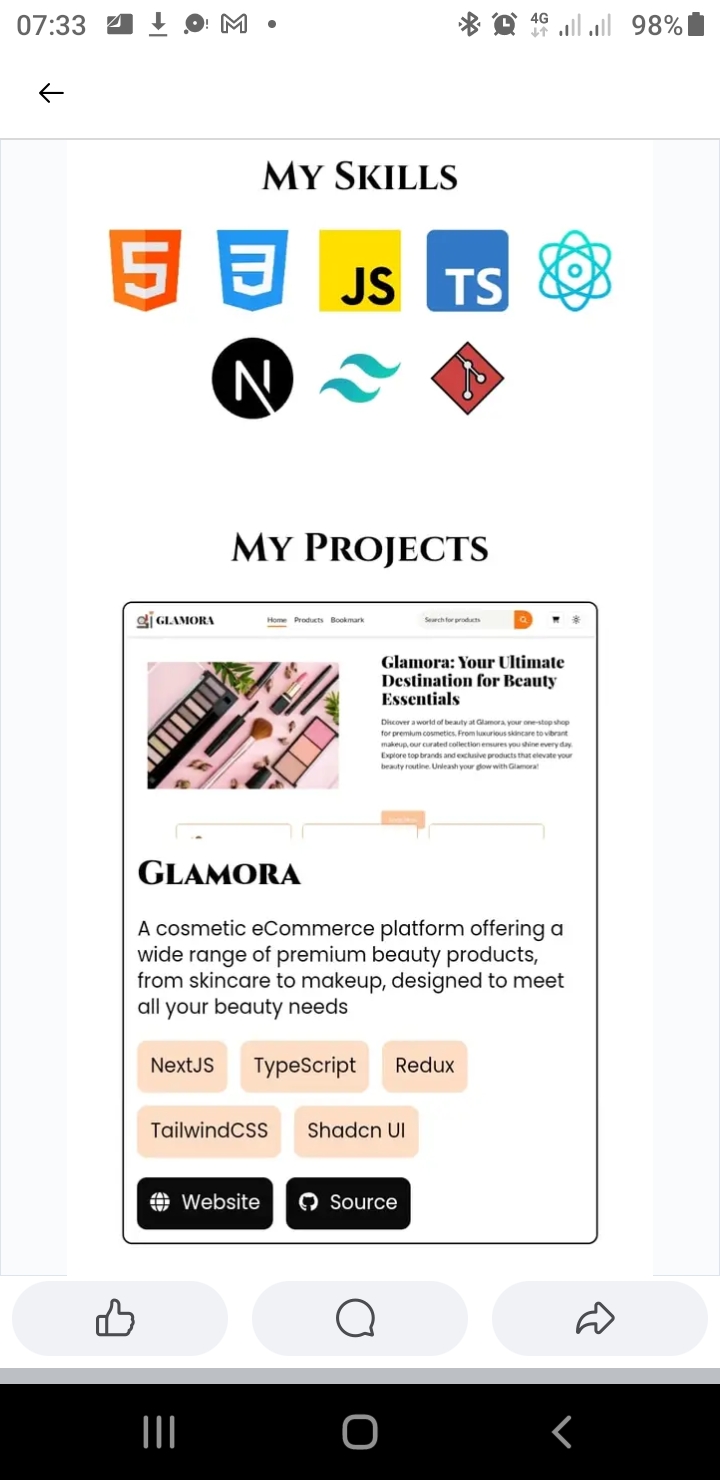 07:33
4G
98%
My Skills
5
3
JS
TS
N
My Projects
GLAMORA
Home Products Bookmark
Search for products
Glamora: Your Ultimate
Destination for Beauty
Essentials
Discover a world of beauty at Glamora, your one-stop shop
for premium cosmetics. From luxurious skincare to vibrant
makeup, our curated collection ensures you shine every day.
Explore top brands and exclusive products that elevate your
beauty routine. Unleash your glow with Glamora!
Glamora
A cosmetic eCommerce platform offering a
wide range of premium beauty products,
from skincare to makeup, designed to meet
all your beauty needs
NextJS TypeScript Redux
TailwindCSS Shadcn UI
Website Source